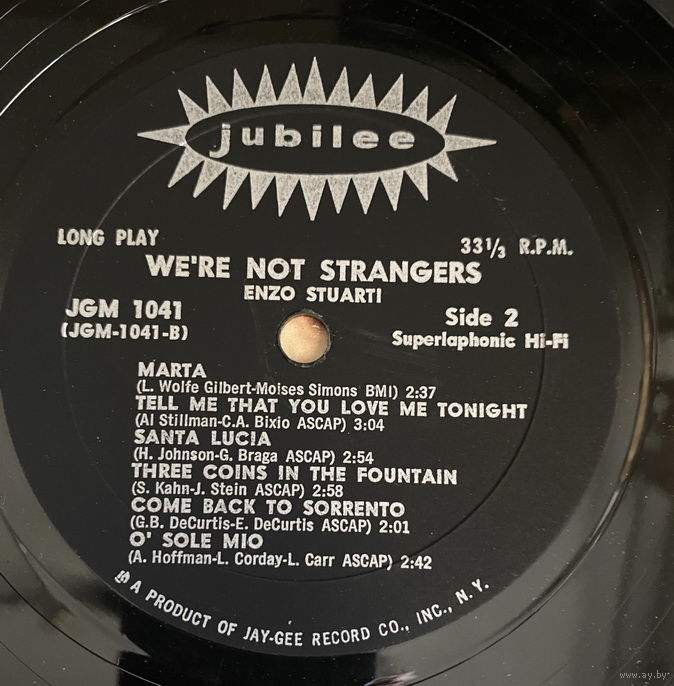 jubilee
LONG PLAY
33 1/3 R.P.M.
WE'RE NOT STRANGERS
ENZO STUARTI
JGM 1041
(JGM-1041-B)
Side 2
Superlaphonic Hi-Fi
MARTA
(L. Wolfe Gilbert-Moises Simons BMI) 2:37
TELL ME THAT YOU LOVE ME TONIGHT
(Al Stillman-C.A. Bixio ASCAP) 3:04
SANTA LUCIA
(H. Johnson-G. Braga ASCAP) 2:54
THREE COINS IN THE FOUNTAIN
(S. Kahn-J. Stein ASCAP) 2:58
COME BACK TO SORRENTO
(G.B. DeCurtis-E. DeCurtis ASCAP) 2:01
O' SOLE MIO
(A. Hoffman-L. Corday-L. Carr ASCAP) 2:42
A PRODUCT OF JAY-GEE RECORD CO., INC., N. Y.
www.ay.by